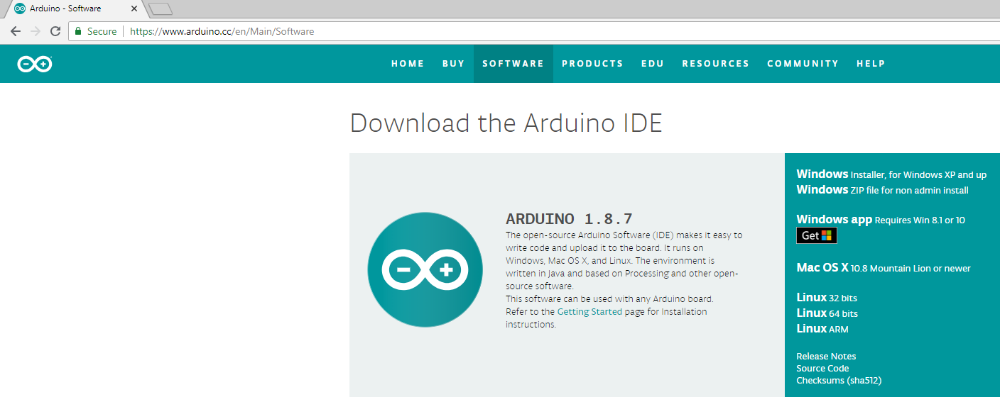 Arduino - Software
Secure https://www.arduino.cc/en/Main/Software
HOME BUY SOFTWARE PRODUCTS EDU RESOURCES COMMUNITY HELP
Download the Arduino IDE
ARDUINO 1.8.7
The open-source Arduino Software (IDE) makes it easy to
write code and upload it to the board. It runs on
Windows, Mac OS X, and Linux. The environment is
written in Java and based on Processing and other open-
source software.
This software can be used with any Arduino board.
Refer to the Getting Started page for Installation
instructions.
Windows Installer, for Windows XP and up
Windows ZIP file for non admin install
Windows app Requires Win 8.1 or 10
Get
Mac OS X 10.8 Mountain Lion or newer
Linux 32 bits
Linux 64 bits
Linux ARM
Release Notes
Source Code
Checksums (sha512)